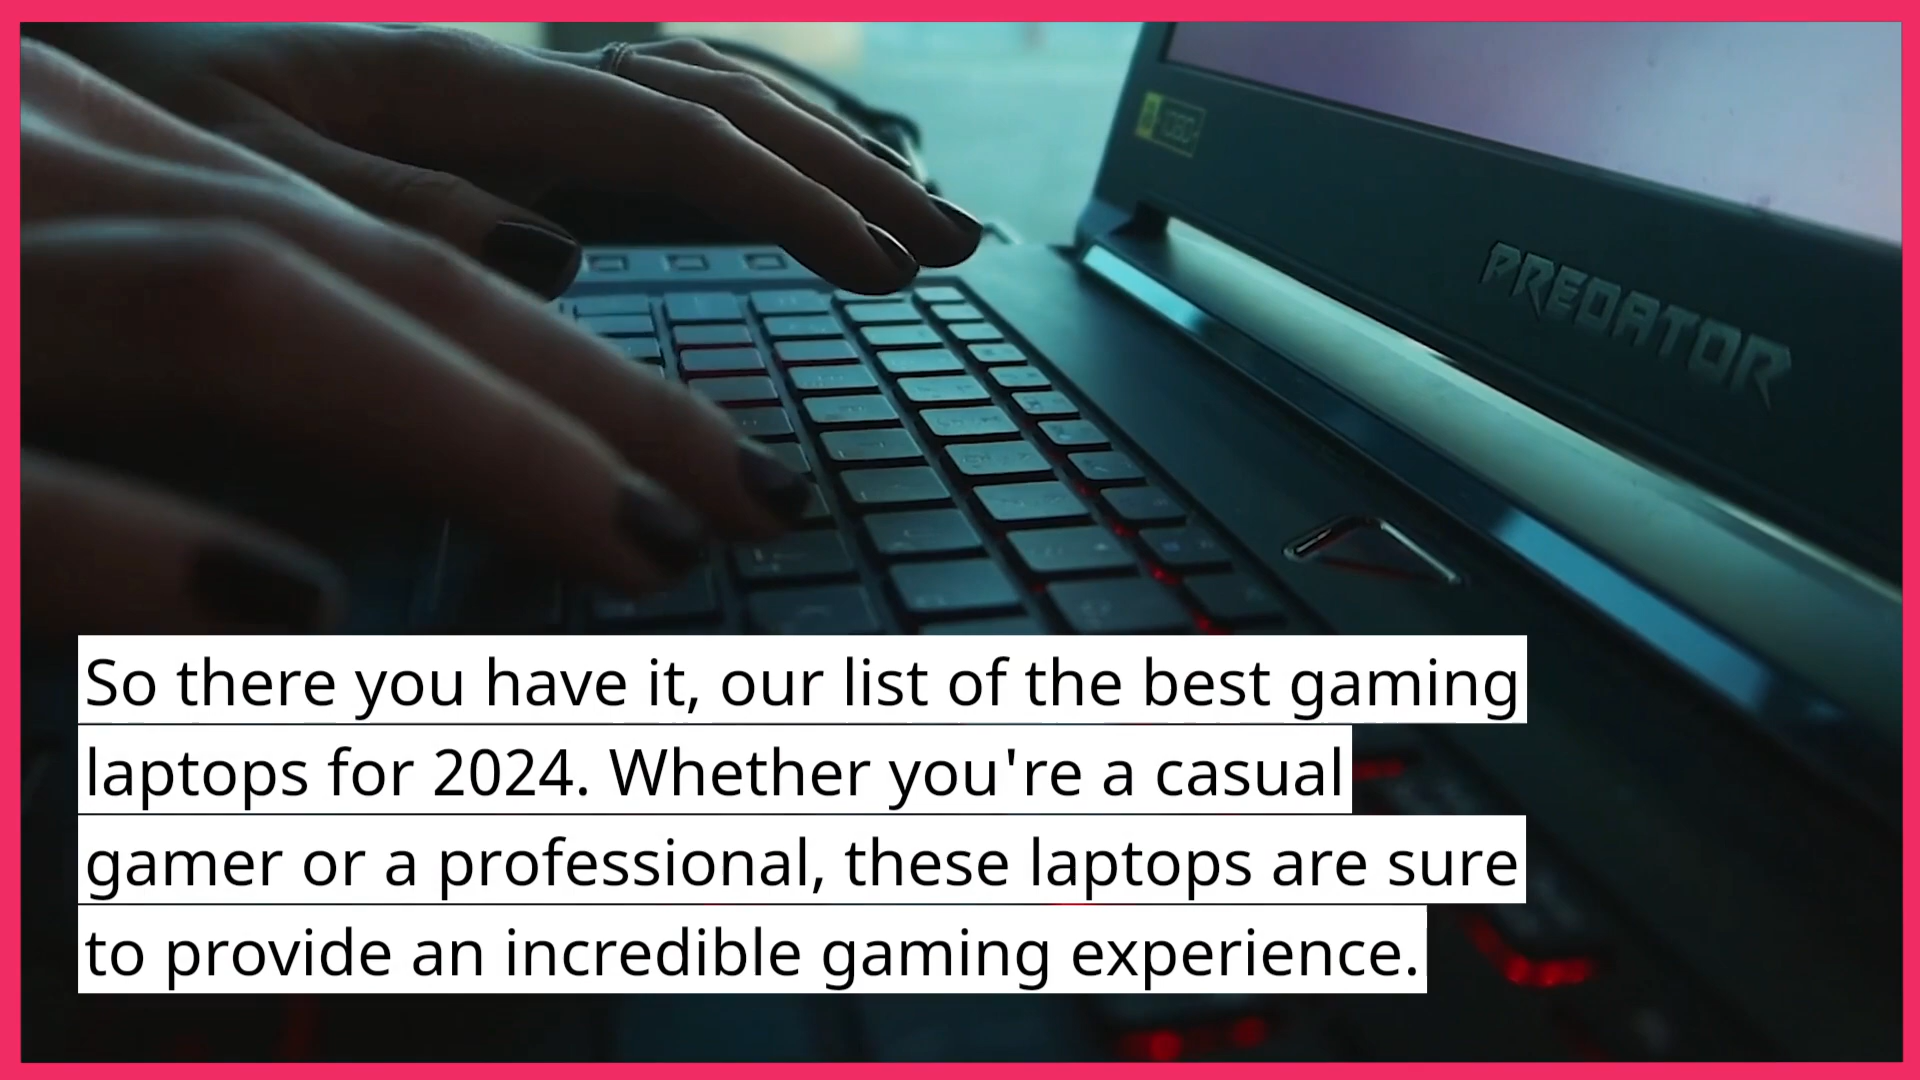 PREDATOR
So there you have it, our list of the best gaming
laptops for 2024. Whether you're a casual
gamer or a professional, these laptops are sure
to provide an incredible gaming experience.